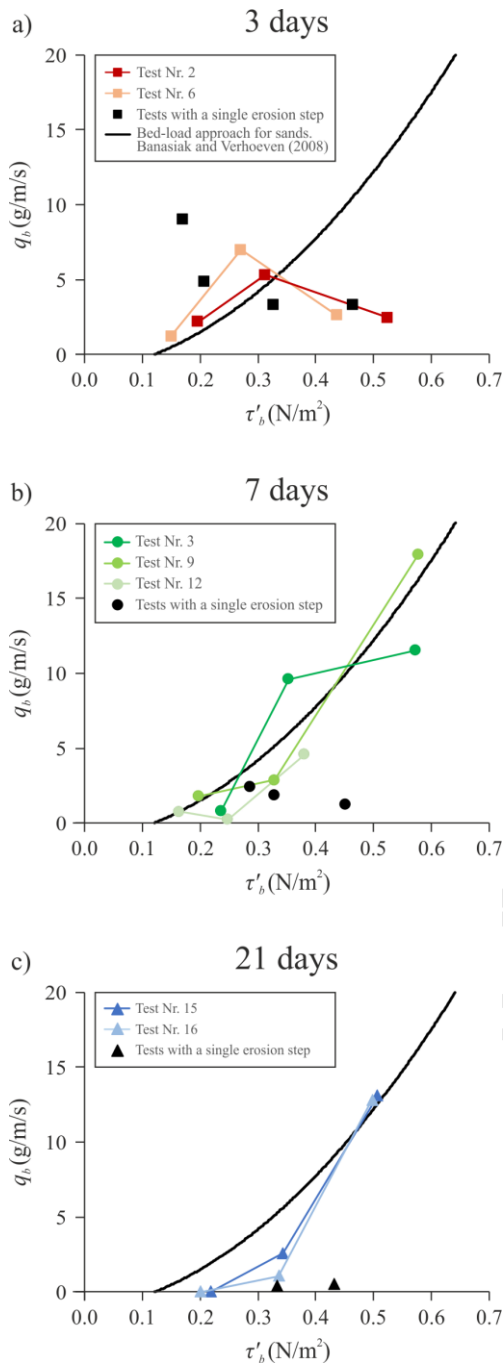 a)
3 days
Test Nr. 2
Test Nr. 6
Tests with a single erosion step
Bed-load approach for sands.
Banasiak and Verhoeven (2008)
20
15
10
5
0
q_b (g/m/s)
0.0 0.1 0.2 0.3 0.4 0.5 0.6 0.7
τ'_b (N/m²)
b)
7 days
Test Nr. 3
Test Nr. 9
Test Nr. 12
Tests with a single erosion step
20
15
10
5
0
q_b (g/m/s)
0.0 0.1 0.2 0.3 0.4 0.5 0.6 0.7
τ'_b (N/m²)
c)
21 days
Test Nr. 15
Test Nr. 16
Tests with a single erosion step
20
15
10
5
0
q_b (g/m/s)
0.0 0.1 0.2 0.3 0.4 0.5 0.6 0.7
τ'_b (N/m²)